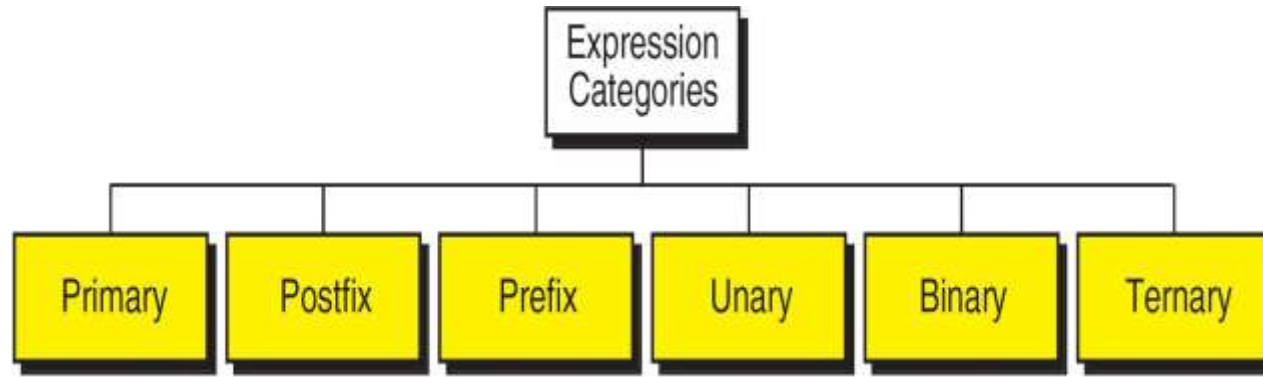 Expression
Categories
Primary
Postfix
Prefix
Unary
Binary
Ternary